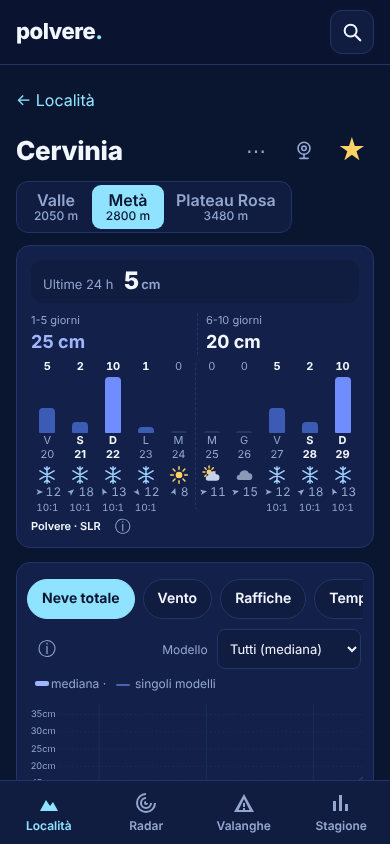 polvere.
← Località
Cervinia
Valle
2050 m
Metà
2800 m
Plateau Rosa
3480 m
Ultime 24 h 5 cm
1-5 giorni
25 cm
6-10 giorni
20 cm
5 2 10 1 0 0 0 5 2 10
V S D L M M G V S D
20 21 22 23 24 25 26 27 28 29
12 18 13 12 8 11 15 12 18 13
10:1 10:1 10:1 10:1 10:1 10:1 10:1
Polvere · SLR
Neve totale
Vento
Raffiche
Modello
Tutti (mediana)
mediana ·
singoli modelli
35cm
30cm
25cm
20cm
Località
Radar
Valanghe
Stagione